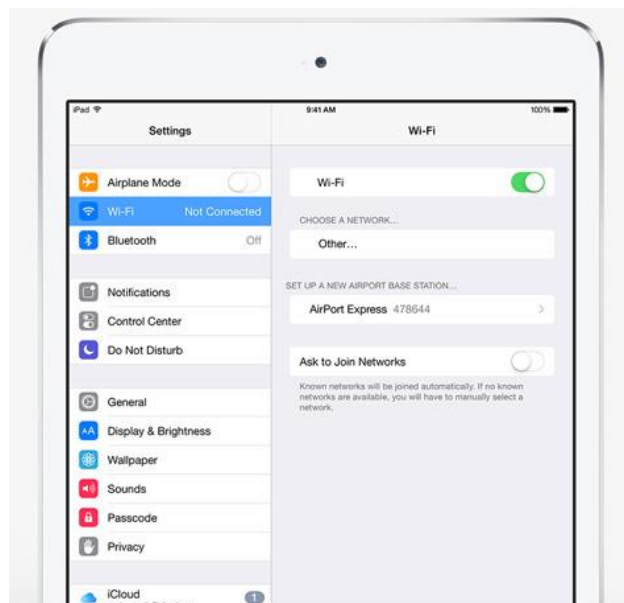 iPad
9:41 AM
100%
Settings
Wi-Fi
Airplane Mode
Wi-Fi
Not Connected
Bluetooth
Off
Notifications
Control Center
Do Not Disturb
General
AA
Display & Brightness
Wallpaper
Sounds
Passcode
Privacy
iCloud
1
Wi-Fi
CHOOSE A NETWORK...
Other...
SET UP A NEW AIRPORT BASE STATION...
AirPort Express 478644
Ask to Join Networks
Known networks will be joined automatically. If no known
networks are available, you will have to manually select a
network.